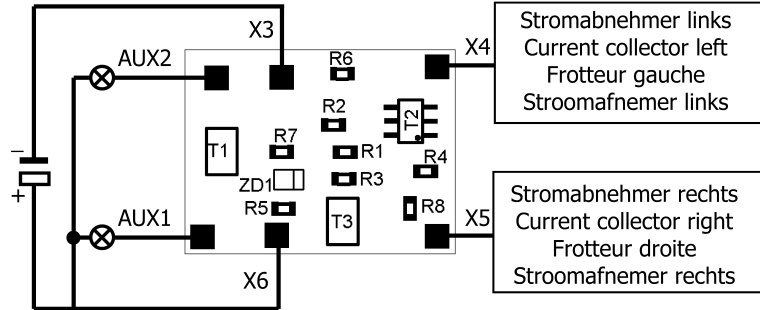 X3
X4
Stromabnehmer links
Current collector left
Frotteur gauche
Stroomafnemer links
AUX2
R6
R2
T2
T1
R7
R1
R4
ZD1
R3
R5
T3
R8
–
+
AUX1
X6
X5
Stromabnehmer rechts
Current collector right
Frotteur droite
Stroomafnemer rechts